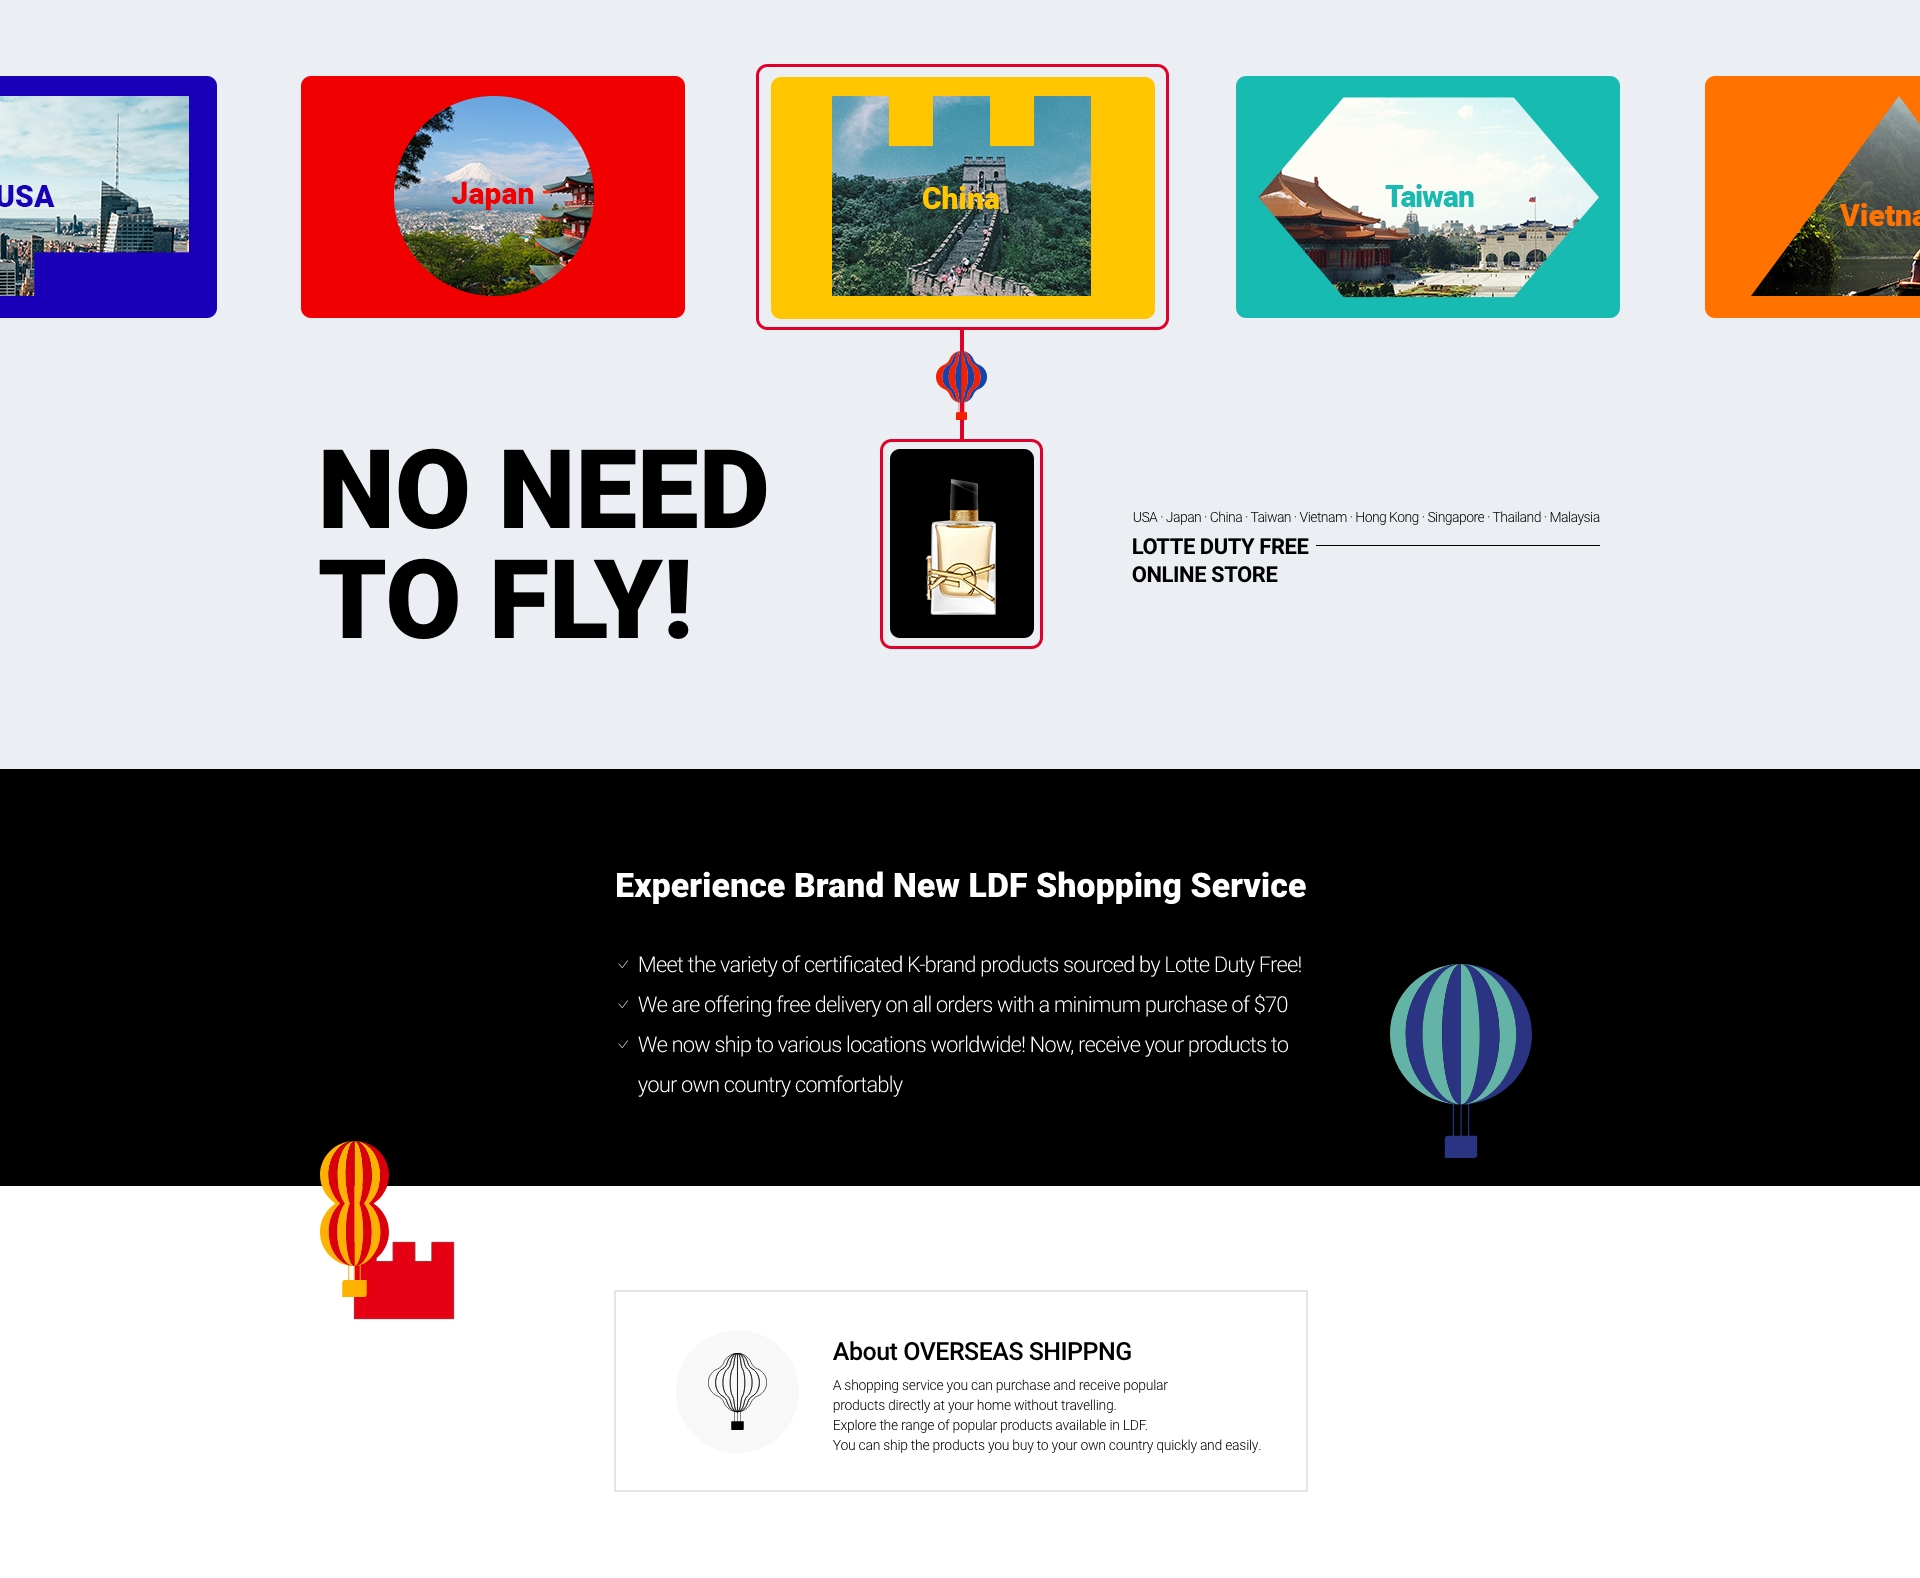 USA
Japan
China
Taiwan
Vietna
NO NEED
TO FLY!
USA · Japan · China · Taiwan · Vietnam · Hong Kong · Singapore · Thailand · Malaysia
LOTTE DUTY FREE
ONLINE STORE
Experience Brand New LDF Shopping Service
Meet the variety of certificated K-brand products sourced by Lotte Duty Free!
We are offering free delivery on all orders with a minimum purchase of $70
We now ship to various locations worldwide! Now, receive your products to
your own country comfortably
About OVERSEAS SHIPPNG
A shopping service you can purchase and receive popular
products directly at your home without travelling.
Explore the range of popular products available in LDF.
You can ship the products you buy to your own country quickly and easily.